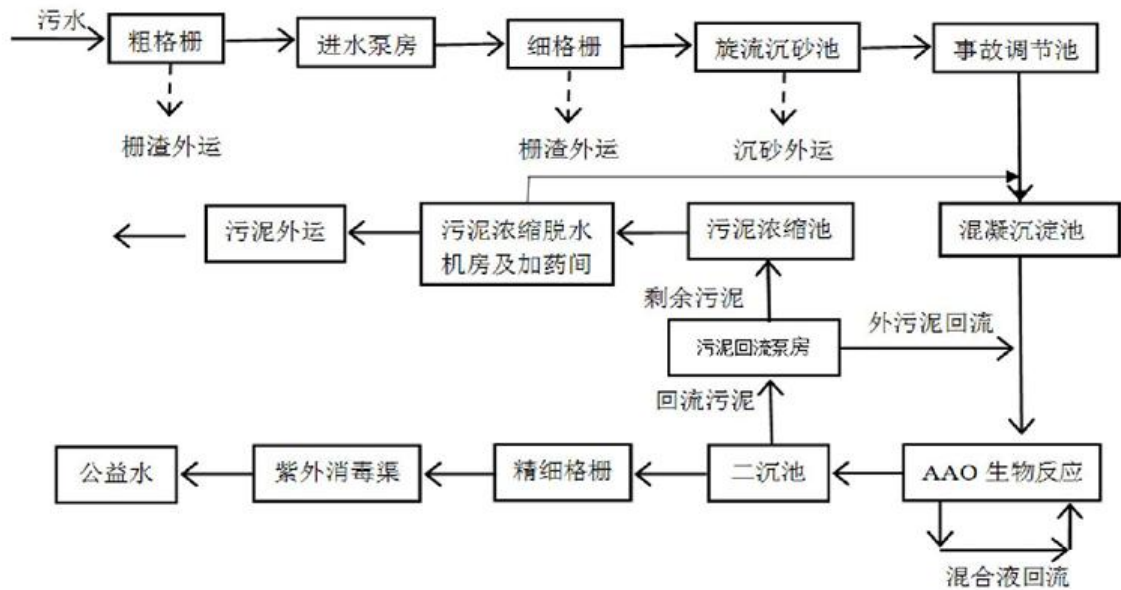 污水
粗格栅
进水泵房
细格栅
旋流沉砂池
事故调节池
栅渣外运
栅渣外运
沉砂外运
污泥外运
污泥浓缩脱水
机房及加药间
污泥浓缩池
混凝沉淀池
剩余污泥
外污泥回流
污泥回流泵房
回流污泥
公益水
紫外消毒渠
精细格栅
二沉池
AAO 生物反应
混合液回流